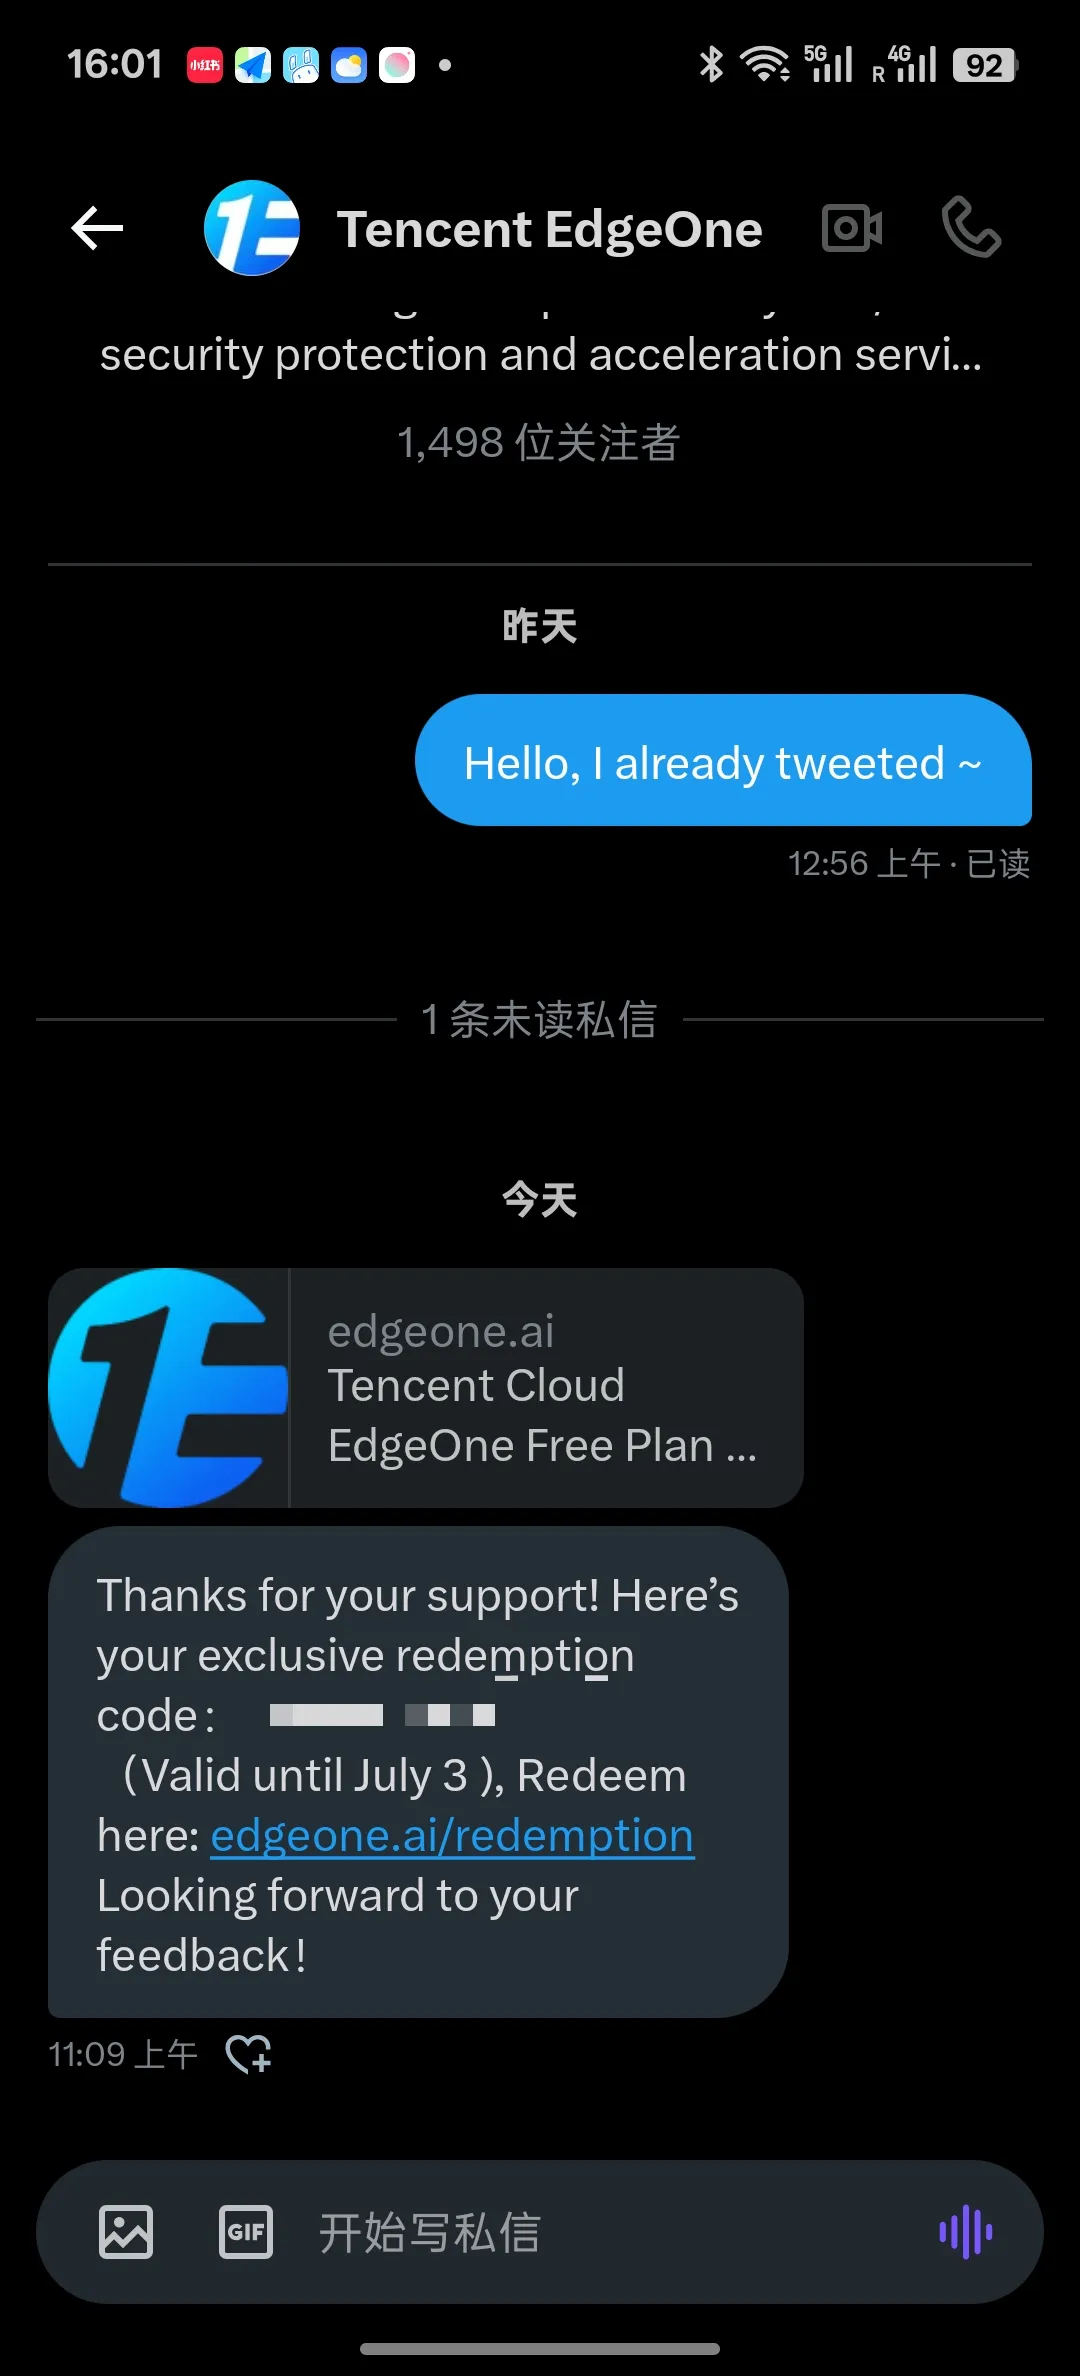 16:01
小红书
5G
R 4G
92
Tencent EdgeOne
security protection and acceleration servi...
1,498 位关注者
昨天
Hello, I already tweeted ~
12:56 上午 · 已读
1 条未读私信
今天
edgeone.ai
Tencent Cloud
EdgeOne Free Plan ...
Thanks for your support! Here’s
your exclusive redemption
code：
（Valid until July 3 ), Redeem
here: edgeone.ai/redemption
Looking forward to your
feedback！
11:09 上午
GIF
开始写私信